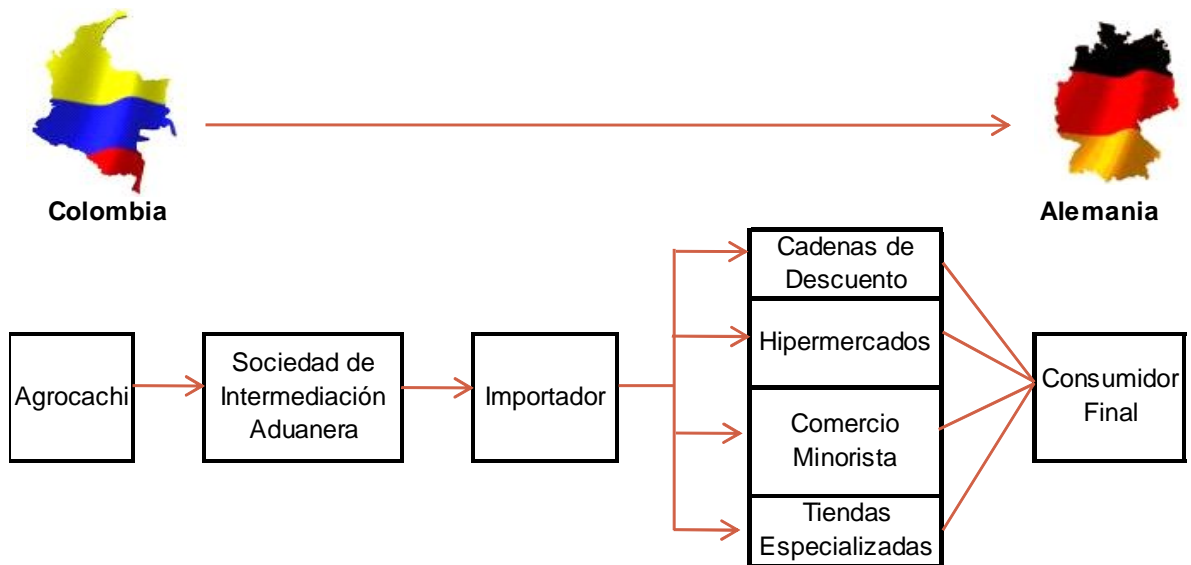 Colombia
Alemania
Agrocachi
Sociedad de
Intermediación
Aduanera
Importador
Cadenas de
Descuento
Hipermercados
Comercio
Minorista
Tiendas
Especializadas
Consumidor
Final